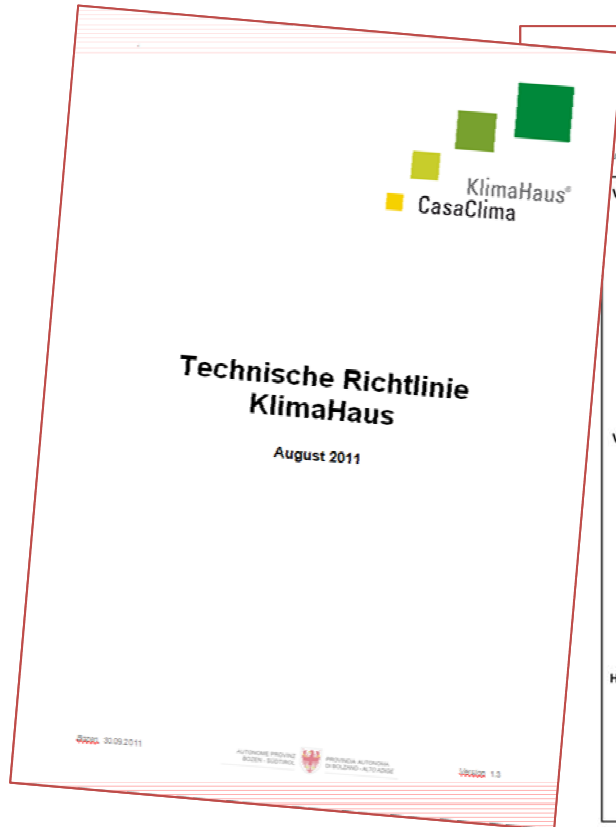 KlimaHaus®
CasaClima
Technische Richtlinie
KlimaHaus
August 2011
Bozen, 30.09.2011
AUTONOME PROVINZ
BOZEN - SÜDTIROL
PROVINCIA AUTONOMA
DI BOLZANO - ALTO ADIGE
Version 1.3
V
V
H